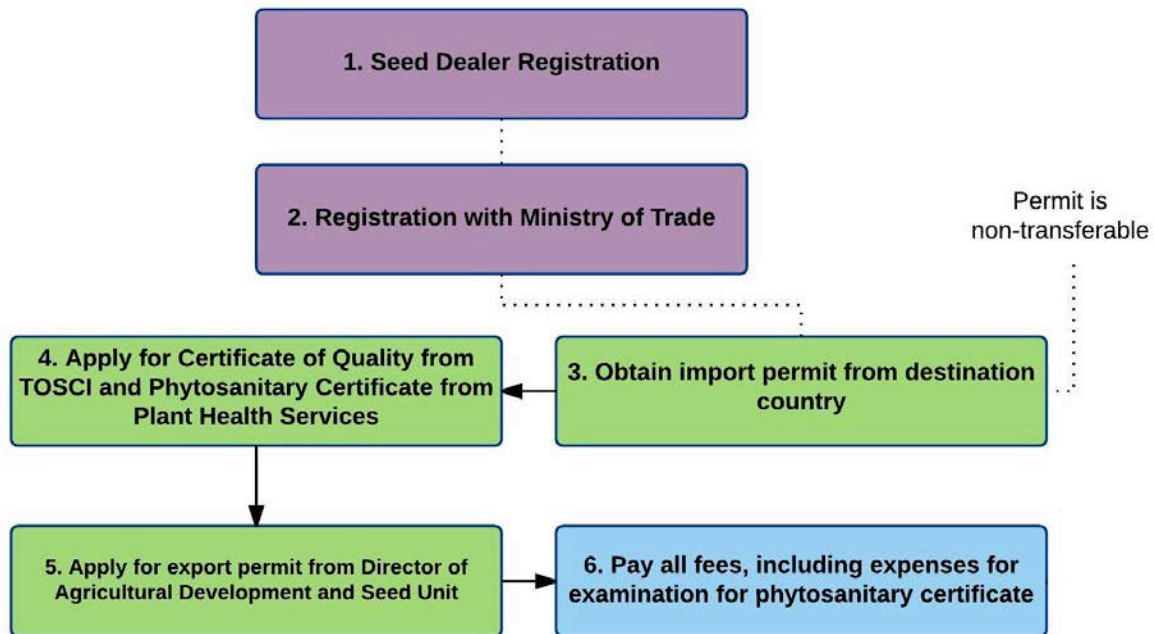 1. Seed Dealer Registration
2. Registration with Ministry of Trade
Permit is
non-transferable
3. Obtain import permit from destination
country
4. Apply for Certificate of Quality from
TOSCI and Phytosanitary Certificate from
Plant Health Services
5. Apply for export permit from Director of
Agricultural Development and Seed Unit
6. Pay all fees, including expenses for
examination for phytosanitary certificate